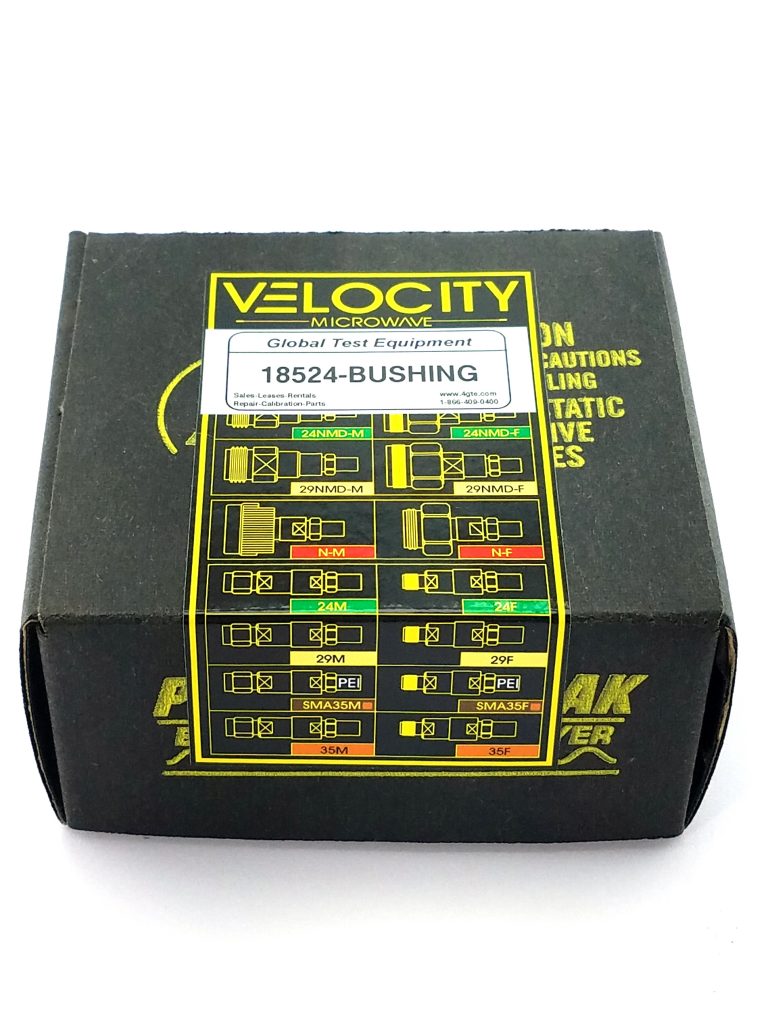 VELOCITY
MICROWAVE
Global Test Equipment
18524-BUSHING
Sales-Leases-Rentals www.4gte.com
Repair-Calibration-Parts 1-866-409-0400
ON
CAUTIONS
LING
TATIC
IVE
ES
24NMD-M 24NMD-F
29NMD-M 29NMD-F
N-M N-F
24M 24F
29M 29F
PEI PEI
SMA35M SMA35F
35M 35F
P AK
YER